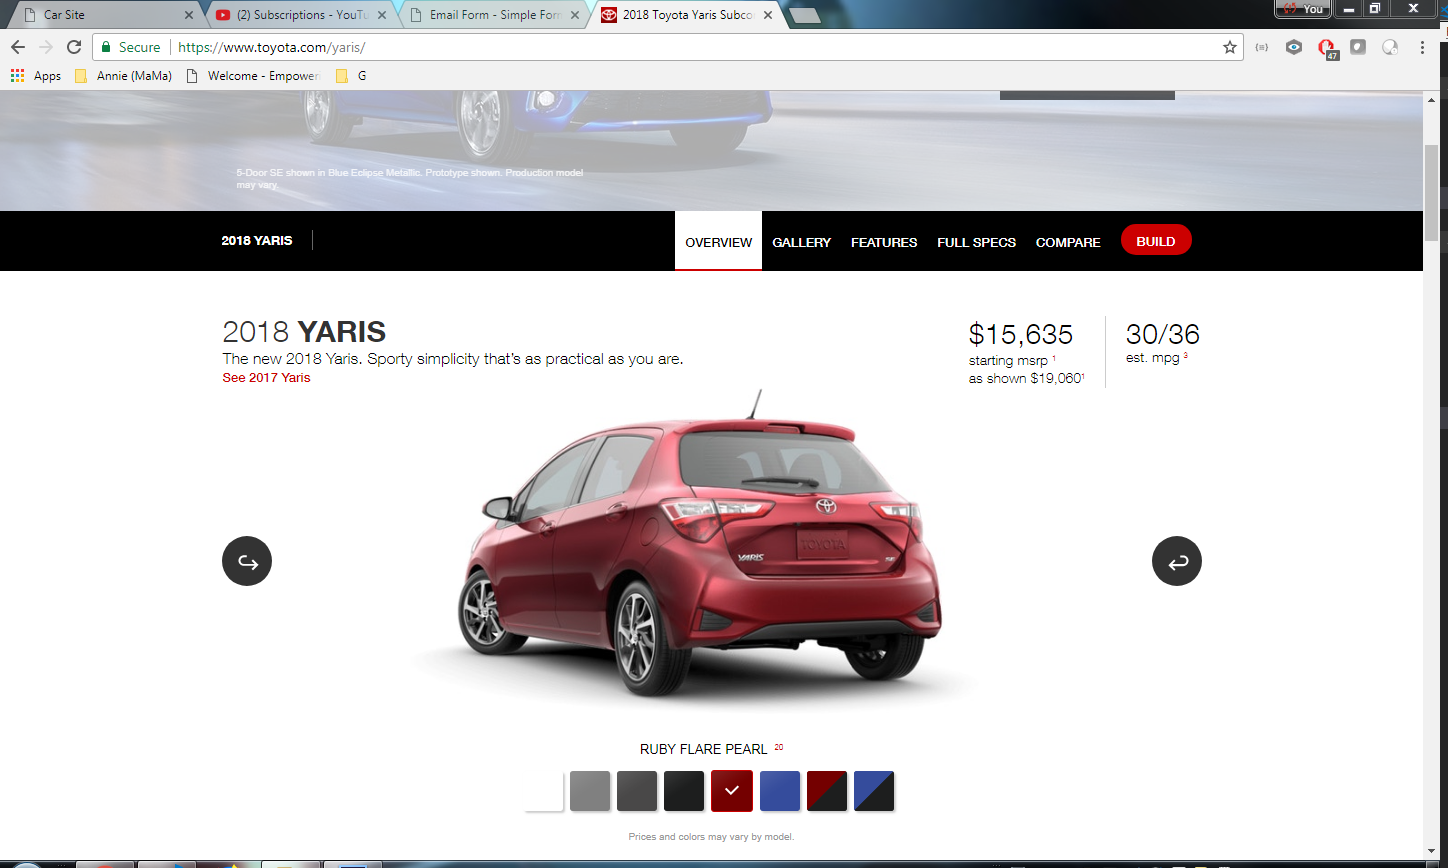 Car Site
(2) Subscriptions - YouTu
Email Form - Simple Form
2018 Toyota Yaris Subco
You
Secure
https://www.toyota.com/yaris/
47
Apps
Annie (MaMa)
Welcome - Empower
G
5-Door SE shown in Blue Eclipse Metallic. Prototype shown. Production model
may vary.
2018 YARIS
OVERVIEW
GALLERY
FEATURES
FULL SPECS
COMPARE
BUILD
2018 YARIS
The new 2018 Yaris. Sporty simplicity that's as practical as you are.
See 2017 Yaris
$15,635
starting msrp 1
as shown $19,0601
30/36
est. mpg 3
YARIS
TOYOTA
SE
RUBY FLARE PEARL 20
Prices and colors may vary by model.